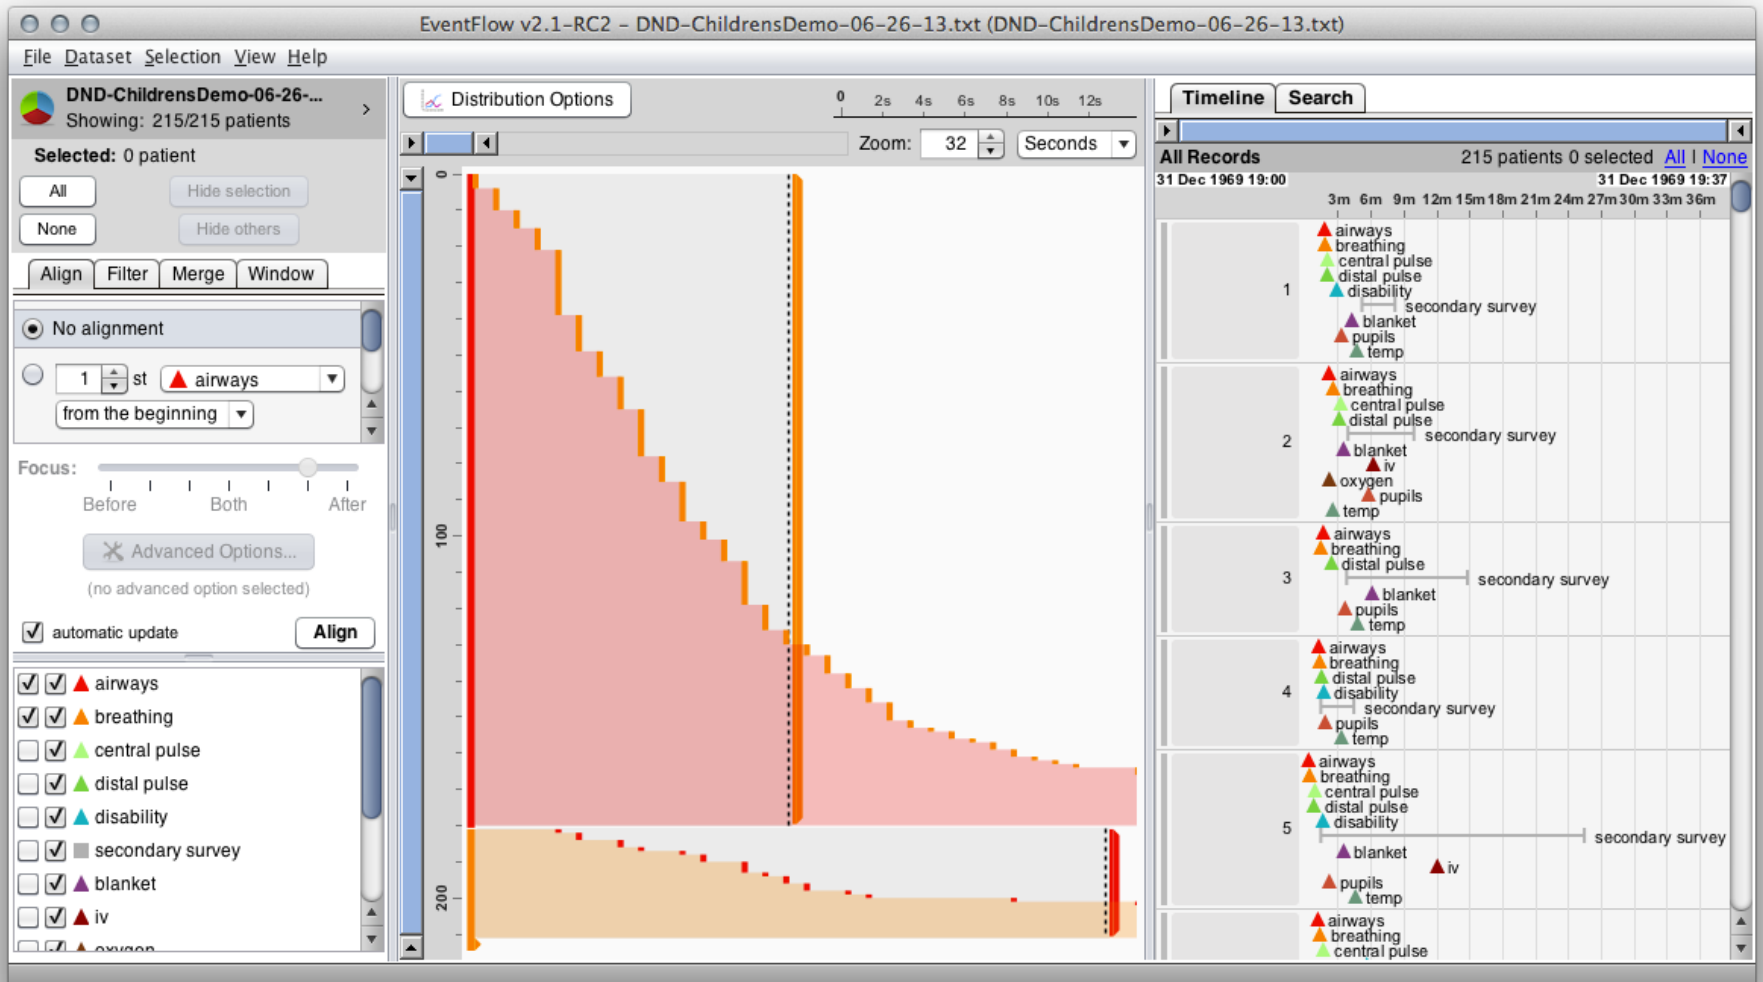 EventFlow v2.1-RC2 – DND-ChildrensDemo-06-26-13.txt (DND-ChildrensDemo-06-26-13.txt)
File Dataset Selection View Help
DND-ChildrensDemo-06-26-...
Showing: 215/215 patients
Selected: 0 patient
All
Hide selection
None
Hide others
Align Filter Merge Window
No alignment
1 st airways
from the beginning
Focus:
Before Both After
Advanced Options...
(no advanced option selected)
automatic update
Align
airways
breathing
central pulse
distal pulse
disability
secondary survey
blanket
iv
oxygen
Distribution Options
0 2s 4s 6s 8s 10s 12s
Zoom: 32 Seconds
0
100
200
Timeline Search
All Records 215 patients 0 selected All | None
31 Dec 1969 19:00 31 Dec 1969 19:37
3m 6m 9m 12m 15m 18m 21m 24m 27m 30m 33m 36m
1
airways
breathing
central pulse
distal pulse
disability
secondary survey
blanket
pupils
temp
2
airways
breathing
central pulse
distal pulse
secondary survey
blanket
iv
oxygen
pupils
temp
3
airways
breathing
distal pulse
secondary survey
blanket
pupils
temp
4
airways
breathing
distal pulse
disability
secondary survey
pupils
temp
5
airways
breathing
central pulse
distal pulse
disability
secondary survey
blanket
iv
pupils
temp
airways
breathing
central pulse